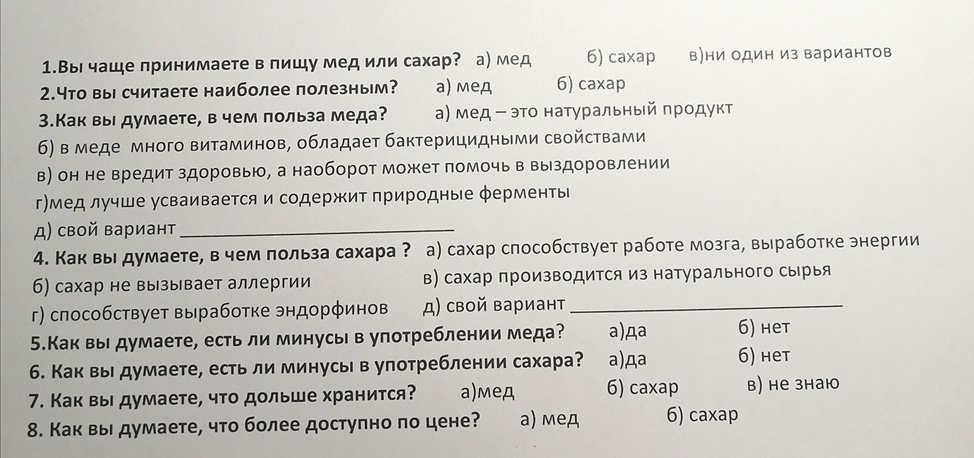 1.Вы чаще принимаете в пищу мед или сахар? а) мед б) сахар в)ни один из вариантов
2.Что вы считаете наиболее полезным? а) мед б) сахар
3.Как вы думаете, в чем польза меда? а) мед – это натуральный продукт
б) в меде много витаминов, обладает бактерицидными свойствами
в) он не вредит здоровью, а наоборот может помочь в выздоровлении
г)мед лучше усваивается и содержит природные ферменты
д) свой вариант
4. Как вы думаете, в чем польза сахара ? а) сахар способствует работе мозга, выработке энергии
б) сахар не вызывает аллергии в) сахар производится из натурального сырья
г) способствует выработке эндорфинов д) свой вариант
5.Как вы думаете, есть ли минусы в употреблении меда? а)да б) нет
6. Как вы думаете, есть ли минусы в употреблении сахара? а)да б) нет
7. Как вы думаете, что дольше хранится? а)мед б) сахар в) не знаю
8. Как вы думаете, что более доступно по цене? а) мед б) сахар